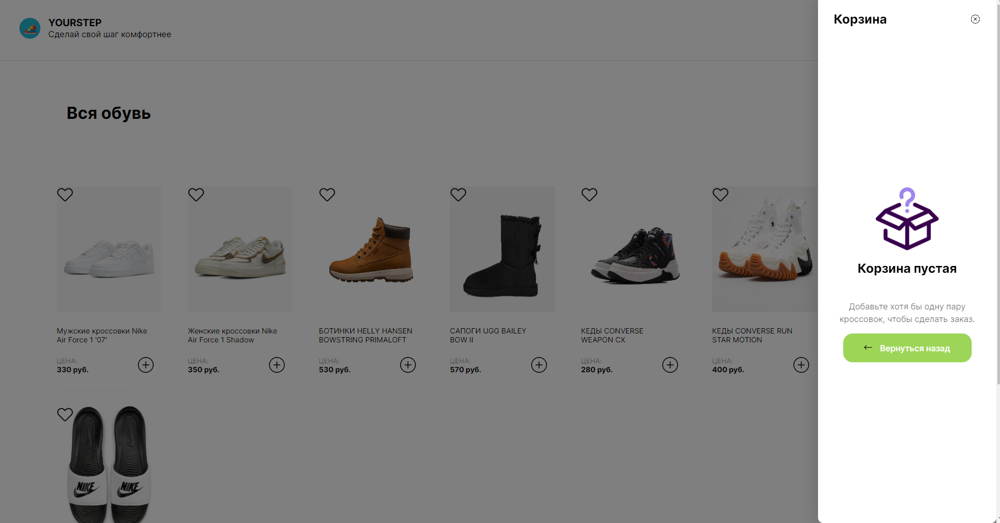 YOURSTEP
Сделай свой шаг комфортнее
Вся обувь
Мужские кроссовки Nike
Air Force 1 '07'
ЦЕНА:
330 руб.
Женские кроссовки Nike
Air Force 1 Shadow
ЦЕНА:
350 руб.
БОТИНКИ HELLY HANSEN
BOWSTRING PRIMALOFT
ЦЕНА:
530 руб.
САПОГИ UGG BAILEY
BOW II
ЦЕНА:
570 руб.
КЕДЫ CONVERSE
WEAPON CX
ЦЕНА:
280 руб.
КЕДЫ CONVERSE RUN
STAR MOTION
ЦЕНА:
400 руб.
NIKE
NIKE
Корзина
Корзина пустая
Добавьте хотя бы одну пару
кроссовок, чтобы сделать заказ.
Вернуться назад